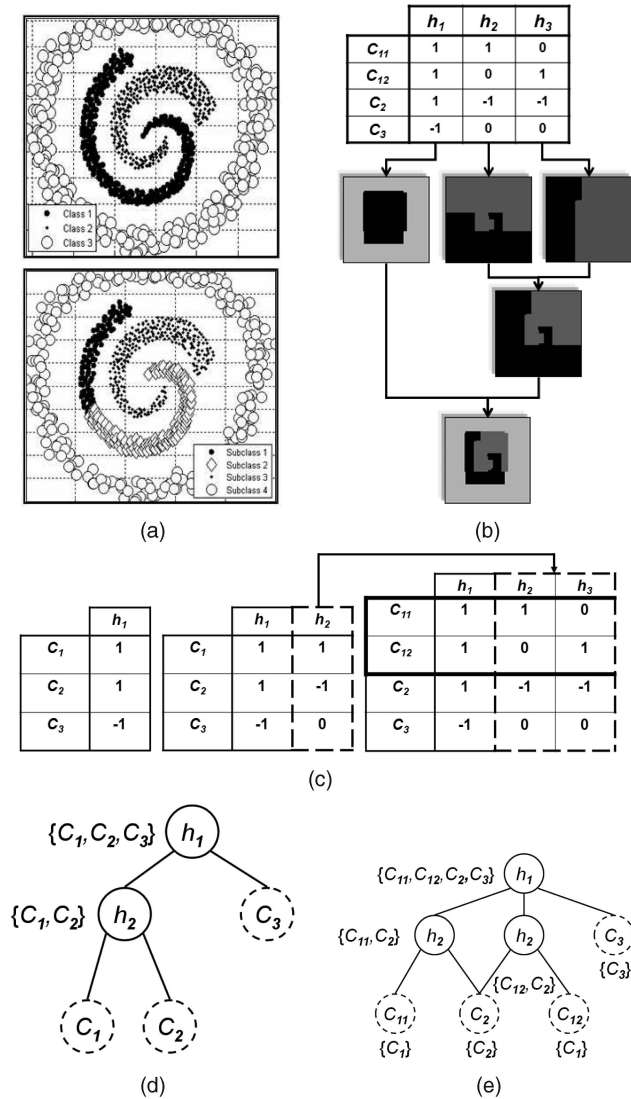 Class 1
Class 2
Class 3
Subclass 1
Subclass 2
Subclass 3
Subclass 4
(a)
h1 h2 h3
C11 1 1 0
C12 1 0 1
C2 1 -1 -1
C3 -1 0 0
(b)
h1
C1 1
C2 1
C3 -1
h1 h2
C1 1 1
C2 1 -1
C3 -1 0
h1 h2 h3
C11 1 1 0
C12 1 0 1
C2 1 -1 -1
C3 -1 0 0
(c)
{C1,C2,C3} h1
{C1,C2} h2 C3
C1 C2
(d)
{C11,C12,C2,C3} h1
{C11,C2} h2 h2 C3
{C12,C2} {C3}
C11 C2 C12
{C1} {C2} {C1}
(e)